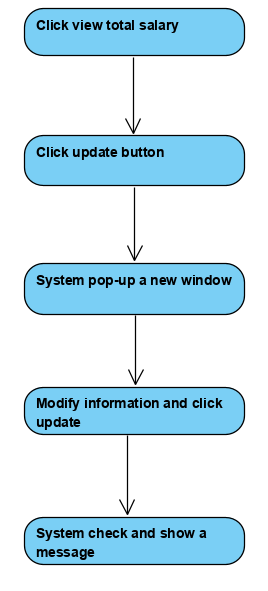 Click view total salary
Click update button
System pop-up a new window
Modify information and click
update
System check and show a
message